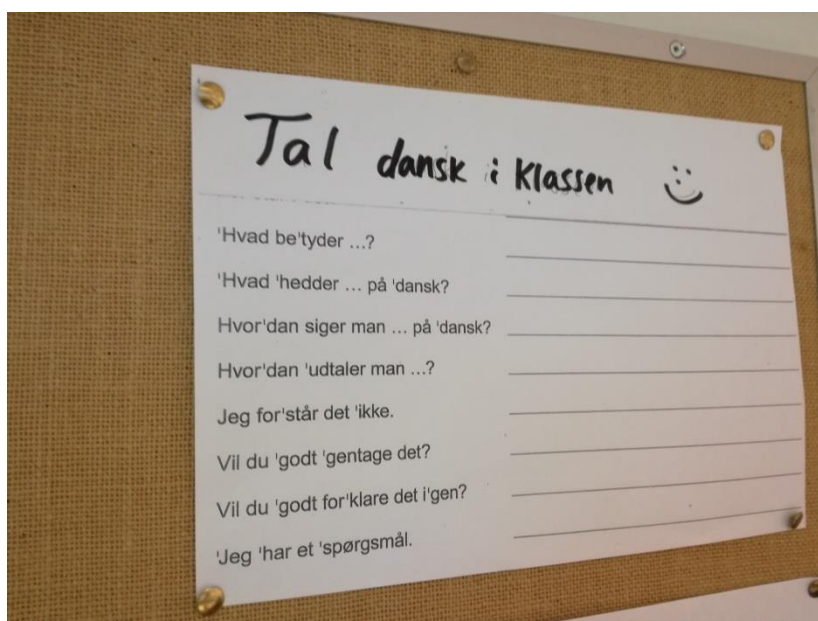 Tal dansk i klassen
'Hvad be'tyder ...?
'Hvad 'hedder ... på 'dansk?
Hvor'dan siger man ... på 'dansk?
Hvor'dan 'udtaler man ...?
Jeg for'står det 'ikke.
Vil du 'godt 'gentage det?
Vil du 'godt for'klare det i'gen?
'Jeg 'har et 'spørgsmål.